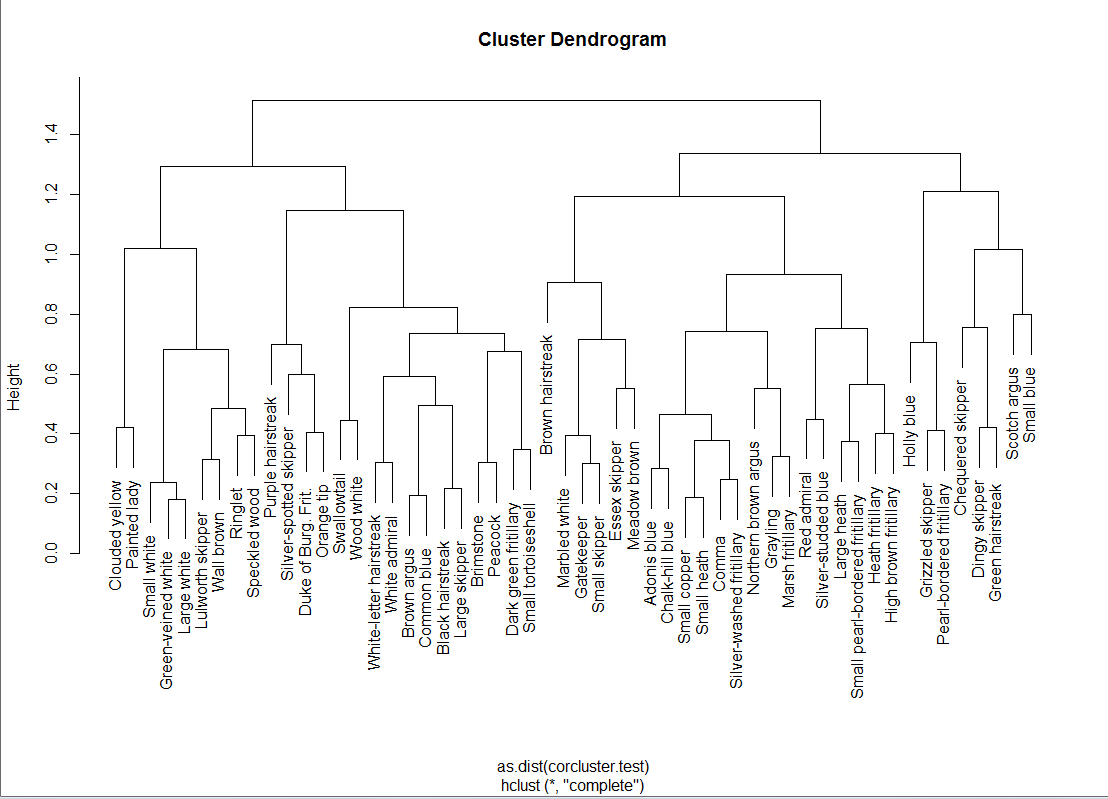 Cluster Dendrogram
Height
0.0
0.2
0.4
0.6
0.8
1.0
1.2
1.4
Clouded yellow
Painted lady
Small white
Green-veined white
Large white
Lulworth skipper
Wall brown
Ringlet
Speckled wood
Purple hairstreak
Silver-spotted skipper
Duke of Burg. Frit.
Orange tip
Swallowtail
Wood white
White-letter hairstreak
White admiral
Brown argus
Common blue
Black hairstreak
Large skipper
Brimstone
Peacock
Dark green fritillary
Small tortoiseshell
Brown hairstreak
Marbled white
Gatekeeper
Small skipper
Essex skipper
Meadow brown
Adonis blue
Chalk-hill blue
Small copper
Small heath
Comma
Silver-washed fritillary
Northern brown argus
Grayling
Marsh fritillary
Red admiral
Silver-studded blue
Large heath
Small pearl-bordered fritillary
Heath fritillary
High brown fritillary
Holly blue
Grizzled skipper
Pearl-bordered fritillary
Chequered skipper
Dingy skipper
Green hairstreak
Scotch argus
Small blue
as.dist(corcluster.test)
hclust (*, "complete")